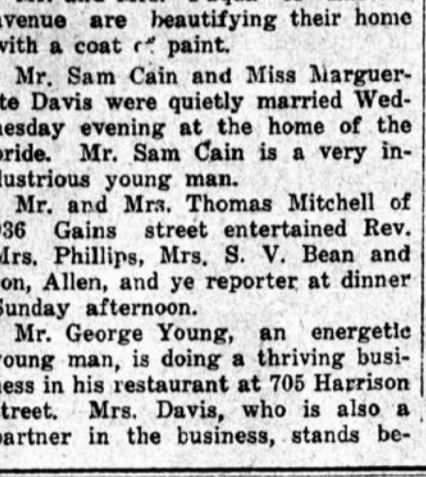 avenue are beautifying their home
with a coat of paint.
Mr. Sam Cain and Miss Marguer-
te Davis were quietly married Wed-
nesday evening at the home of the
bride. Mr. Sam Cain is a very in-
dustrious young man.
Mr. and Mrs. Thomas Mitchell of
36 Gains street entertained Rev.
Mrs. Phillips, Mrs. S. V. Bean and
on, Allen, and ye reporter at dinner
Sunday afternoon.
Mr. George Young, an energetic
young man, is doing a thriving busi-
ness in his restaurant at 705 Harrison
treet. Mrs. Davis, who is also a
partner in the business, stands be-